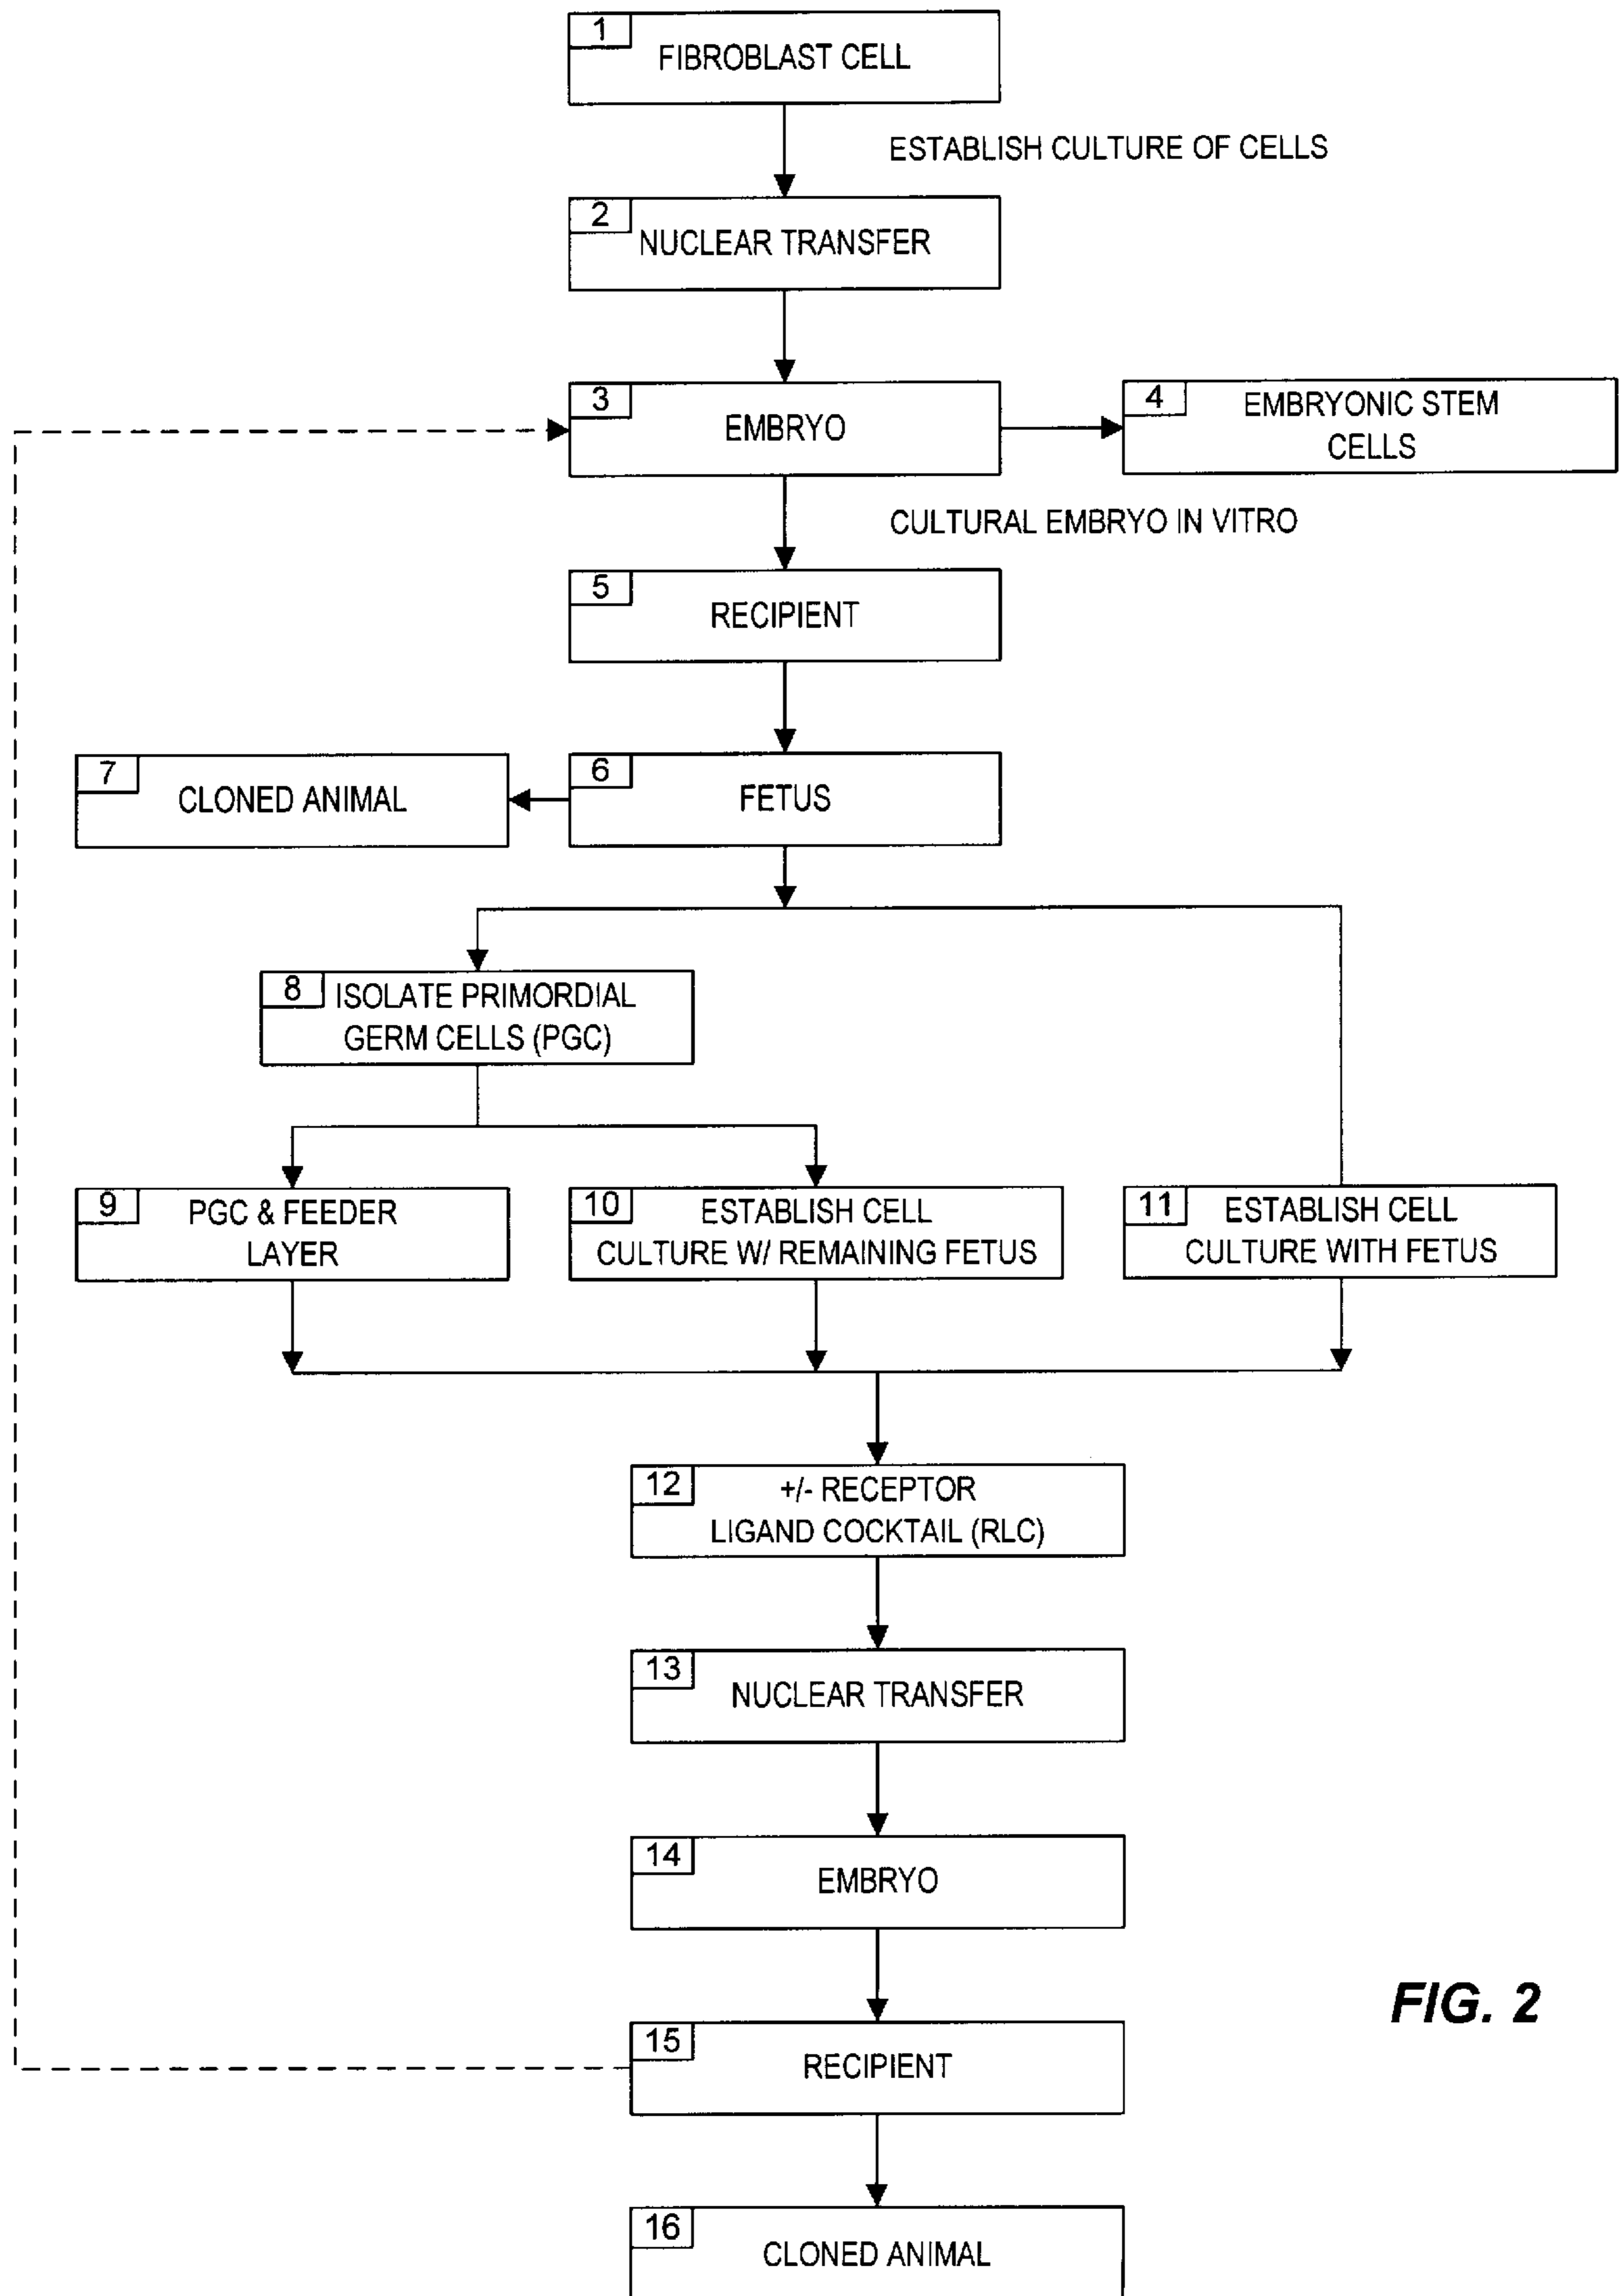 1
FIBROBLAST CELL
ESTABLISH CULTURE OF CELLS
2
NUCLEAR TRANSFER
3
EMBRYO
4
EMBRYONIC STEM
CELLS
CULTURAL EMBRYO IN VITRO
5
RECIPIENT
7
CLONED ANIMAL
6
FETUS
8
ISOLATE PRIMORDIAL
GERM CELLS (PGC)
9
PGC & FEEDER
LAYER
10
ESTABLISH CELL
CULTURE W/ REMAINING FETUS
11
ESTABLISH CELL
CULTURE WITH FETUS
12
+/- RECEPTOR
LIGAND COCKTAIL (RLC)
13
NUCLEAR TRANSFER
14
EMBRYO
FIG. 2
15
RECIPIENT
16
CLONED ANIMAL